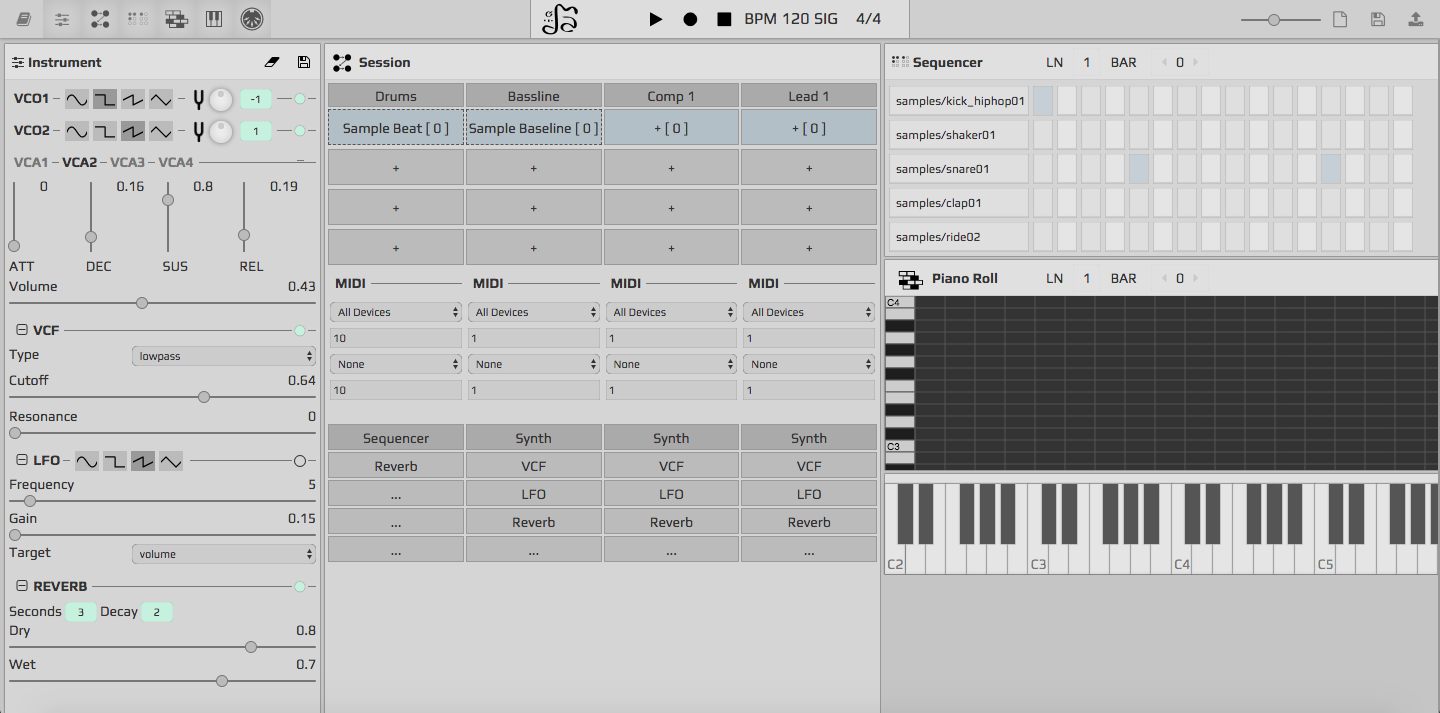 BPM 120 SIG 4/4
Instrument
VCO1 -1
VCO2 1
VCA1 VCA2 VCA3 VCA4
0 0.16 0.8 0.19
ATT DEC SUS REL
Volume 0.43
VCF
Type lowpass
Cutoff 0.64
Resonance 0
LFO
Frequency 5
Gain 0.15
Target volume
REVERB
Seconds 3 Decay 2
Dry 0.8
Wet 0.7
Session
Drums Bassline Comp 1 Lead 1
Sample Beat [ 0 ] Sample Baseline [ 0 ] + [ 0 ] + [ 0 ]
+ + + +
+ + + +
+ + + +
MIDI MIDI MIDI MIDI
All Devices All Devices All Devices All Devices
10 1 1 1
None None None None
10 1 1 1
Sequencer Synth Synth Synth
Reverb VCF VCF VCF
... LFO LFO LFO
... Reverb Reverb Reverb
... ... ... ...
Sequencer LN 1 BAR 0
samples/kick_hiphop01
samples/shaker01
samples/snare01
samples/clap01
samples/ride02
Piano Roll LN 1 BAR 0
C4
C3
C2 C3 C4 C5